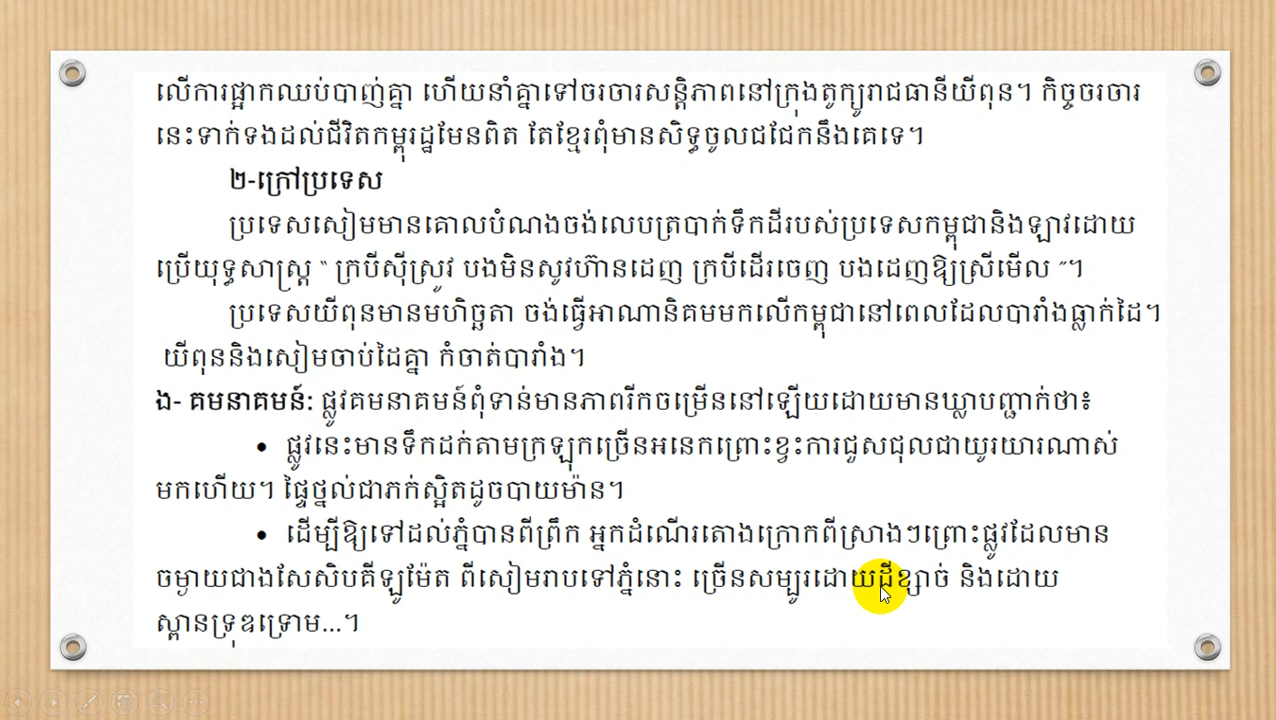 លើការផ្អាកឈប់បាញ់គ្នា ហើយនាំគ្នាទៅចរចារសន្តិភាពនៅក្រុងតូក្យូរាជធានីយីពុន។ កិច្ចចរចារ
នេះទាក់ទងដល់ជីវិតកម្ពុរដ្ឋមែនពិត តែខ្មែរពុំមានសិទ្ធចូលជជែកនឹងគេទេ។
២-ក្រៅប្រទេស
ប្រទេសសៀមមានគោលបំណងចង់លេបត្របាក់ទឹកដីរបស់ប្រទេសកម្ពុជានិងឡាវដោយ
ប្រើយុទ្ធសាស្ត្រ “ ក្របីស៊ីស្រូវ បងមិនសូវហ៊ានដេញ ក្របីដើរចេញ បងដេញឱ្យស្រីមើល ”។
ប្រទេសយីពុនមានមហិច្ឆតា ចង់ធ្វើអាណានិគមមកលើកម្ពុជានៅពេលដែលបារាំងធ្លាក់ដៃ។
យីពុននិងសៀមចាប់ដៃគ្នា កំចាត់បារាំង។
ង- គមនាគមន៍: ផ្លូវគមនាគមន៍ពុំទាន់មានភាពរីកចម្រើននៅឡើយដោយមានឃ្លាបញ្ជាក់ថា៖
• ផ្លូវនេះមានទឹកដក់តាមក្រឡុកច្រើនអនេកព្រោះខ្វះការជួសជុលជាយូរយារណាស់
មកហើយ។ ផ្ទៃថ្នល់ជាភក់ស្អិតដូចបាយម៉ាន។
• ដើម្បីឱ្យទៅដល់ភ្នំបានពីព្រឹក អ្នកដំណើរតោងក្រោកពីស្រាងៗព្រោះផ្លូវដែលមាន
ចម្ងាយជាងសែសិបគីឡូម៉ែត ពីសៀមរាបទៅភ្នំនោះ ច្រើនសម្បូរដោយដីខ្សាច់ និងដោយ
ស្ពានទ្រុឌទ្រោម...។